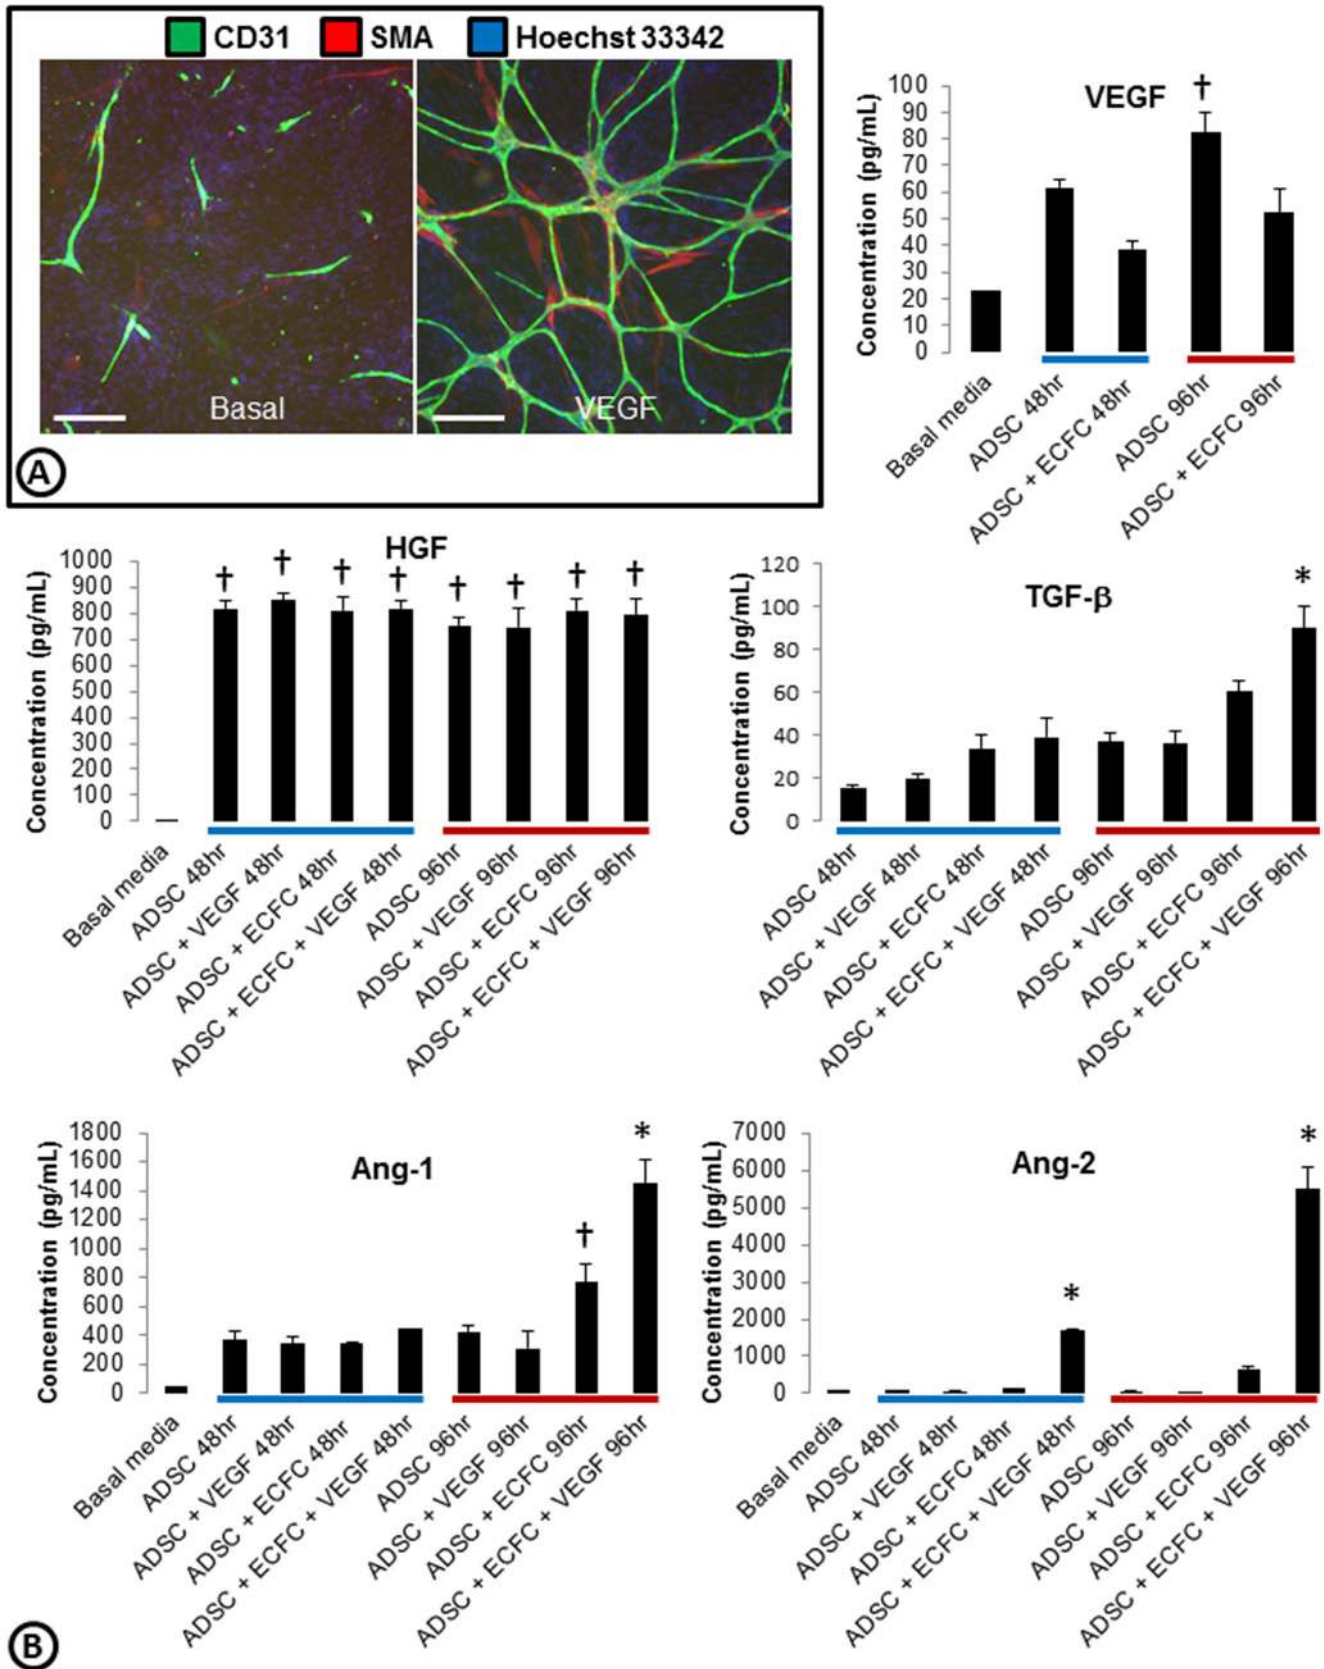 CD31 SMA Hoechst 33342
Basal VEGF
A
VEGF
Concentration (pg/mL)
100
90
80
70
60
50
40
30
20
10
0
Basal media
ADSC 48hr
ADSC + ECFC 48hr
ADSC 96hr
ADSC + ECFC 96hr
†
HGF
Concentration (pg/mL)
1000
900
800
700
600
500
400
300
200
100
0
† † † † † † † †
Basal media
ADSC 48hr
ADSC + VEGF 48hr
ADSC + ECFC 48hr
ADSC + ECFC + VEGF 48hr
ADSC 96hr
ADSC + VEGF 96hr
ADSC + ECFC 96hr
ADSC + ECFC + VEGF 96hr
TGF-β
Concentration (pg/mL)
120
100
80
60
40
20
0
*
ADSC 48hr
ADSC + VEGF 48hr
ADSC + ECFC 48hr
ADSC + ECFC + VEGF 48hr
ADSC 96hr
ADSC + VEGF 96hr
ADSC + ECFC 96hr
ADSC + ECFC + VEGF 96hr
Ang-1
Concentration (pg/mL)
1800
1600
1400
1200
1000
800
600
400
200
0
† *
Basal media
ADSC 48hr
ADSC + VEGF 48hr
ADSC + ECFC 48hr
ADSC + ECFC + VEGF 48hr
ADSC 96hr
ADSC + VEGF 96hr
ADSC + ECFC 96hr
ADSC + ECFC + VEGF 96hr
Ang-2
Concentration (pg/mL)
7000
6000
5000
4000
3000
2000
1000
0
* *
Basal media
ADSC 48hr
ADSC + VEGF 48hr
ADSC + ECFC 48hr
ADSC + ECFC + VEGF 48hr
ADSC 96hr
ADSC + VEGF 96hr
ADSC + ECFC 96hr
ADSC + ECFC + VEGF 96hr
B